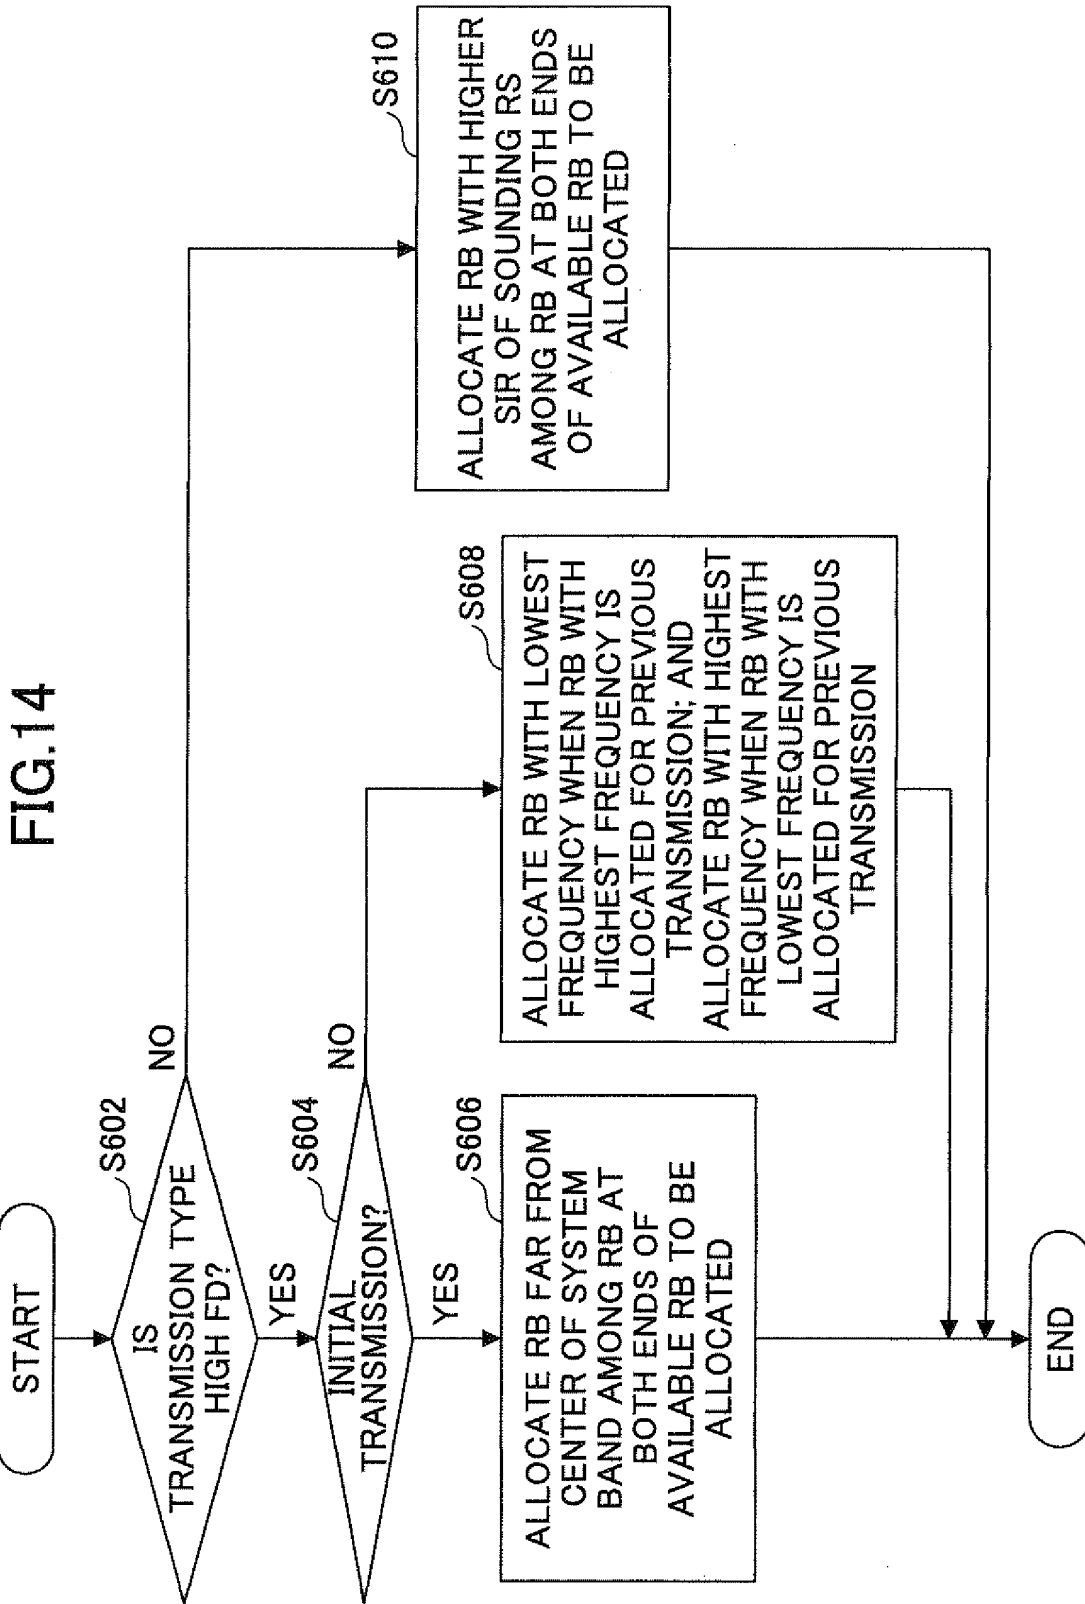 FIG.14
START
S602
IS
TRANSMISSION TYPE
HIGH FD?
NO
YES
S604
INITIAL
TRANSMISSION?
NO
YES
S606
ALLOCATE RB FAR FROM
CENTER OF SYSTEM
BAND AMONG RB AT
BOTH ENDS OF
AVAILABLE RB TO BE
ALLOCATED
S608
ALLOCATE RB WITH LOWEST
FREQUENCY WHEN RB WITH
HIGHEST FREQUENCY IS
ALLOCATED FOR PREVIOUS
TRANSMISSION; AND
ALLOCATE RB WITH HIGHEST
FREQUENCY WHEN RB WITH
LOWEST FREQUENCY IS
ALLOCATED FOR PREVIOUS
TRANSMISSION
S610
ALLOCATE RB WITH HIGHER
SIR OF SOUNDING RS
AMONG RB AT BOTH ENDS
OF AVAILABLE RB TO BE
ALLOCATED
END